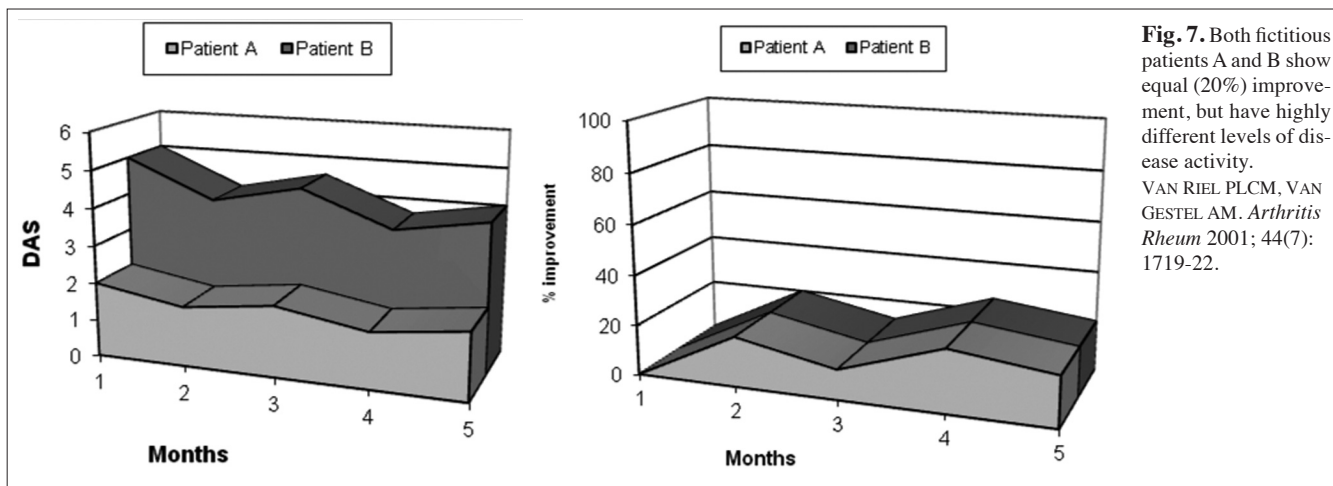 Patient A Patient B
DAS
6
5
4
3
2
1
0
1 2 3 4 5
Months
Patient A Patient B
% improvement
100
80
60
40
20
0
1 2 3 4 5
Months
Fig. 7. Both fictitious
patients A and B show
equal (20%) improve-
ment, but have highly
different levels of dis-
ease activity.
VAN RIEL PLCM, VAN
GESTEL AM. Arthritis
Rheum 2001; 44(7):
1719-22.